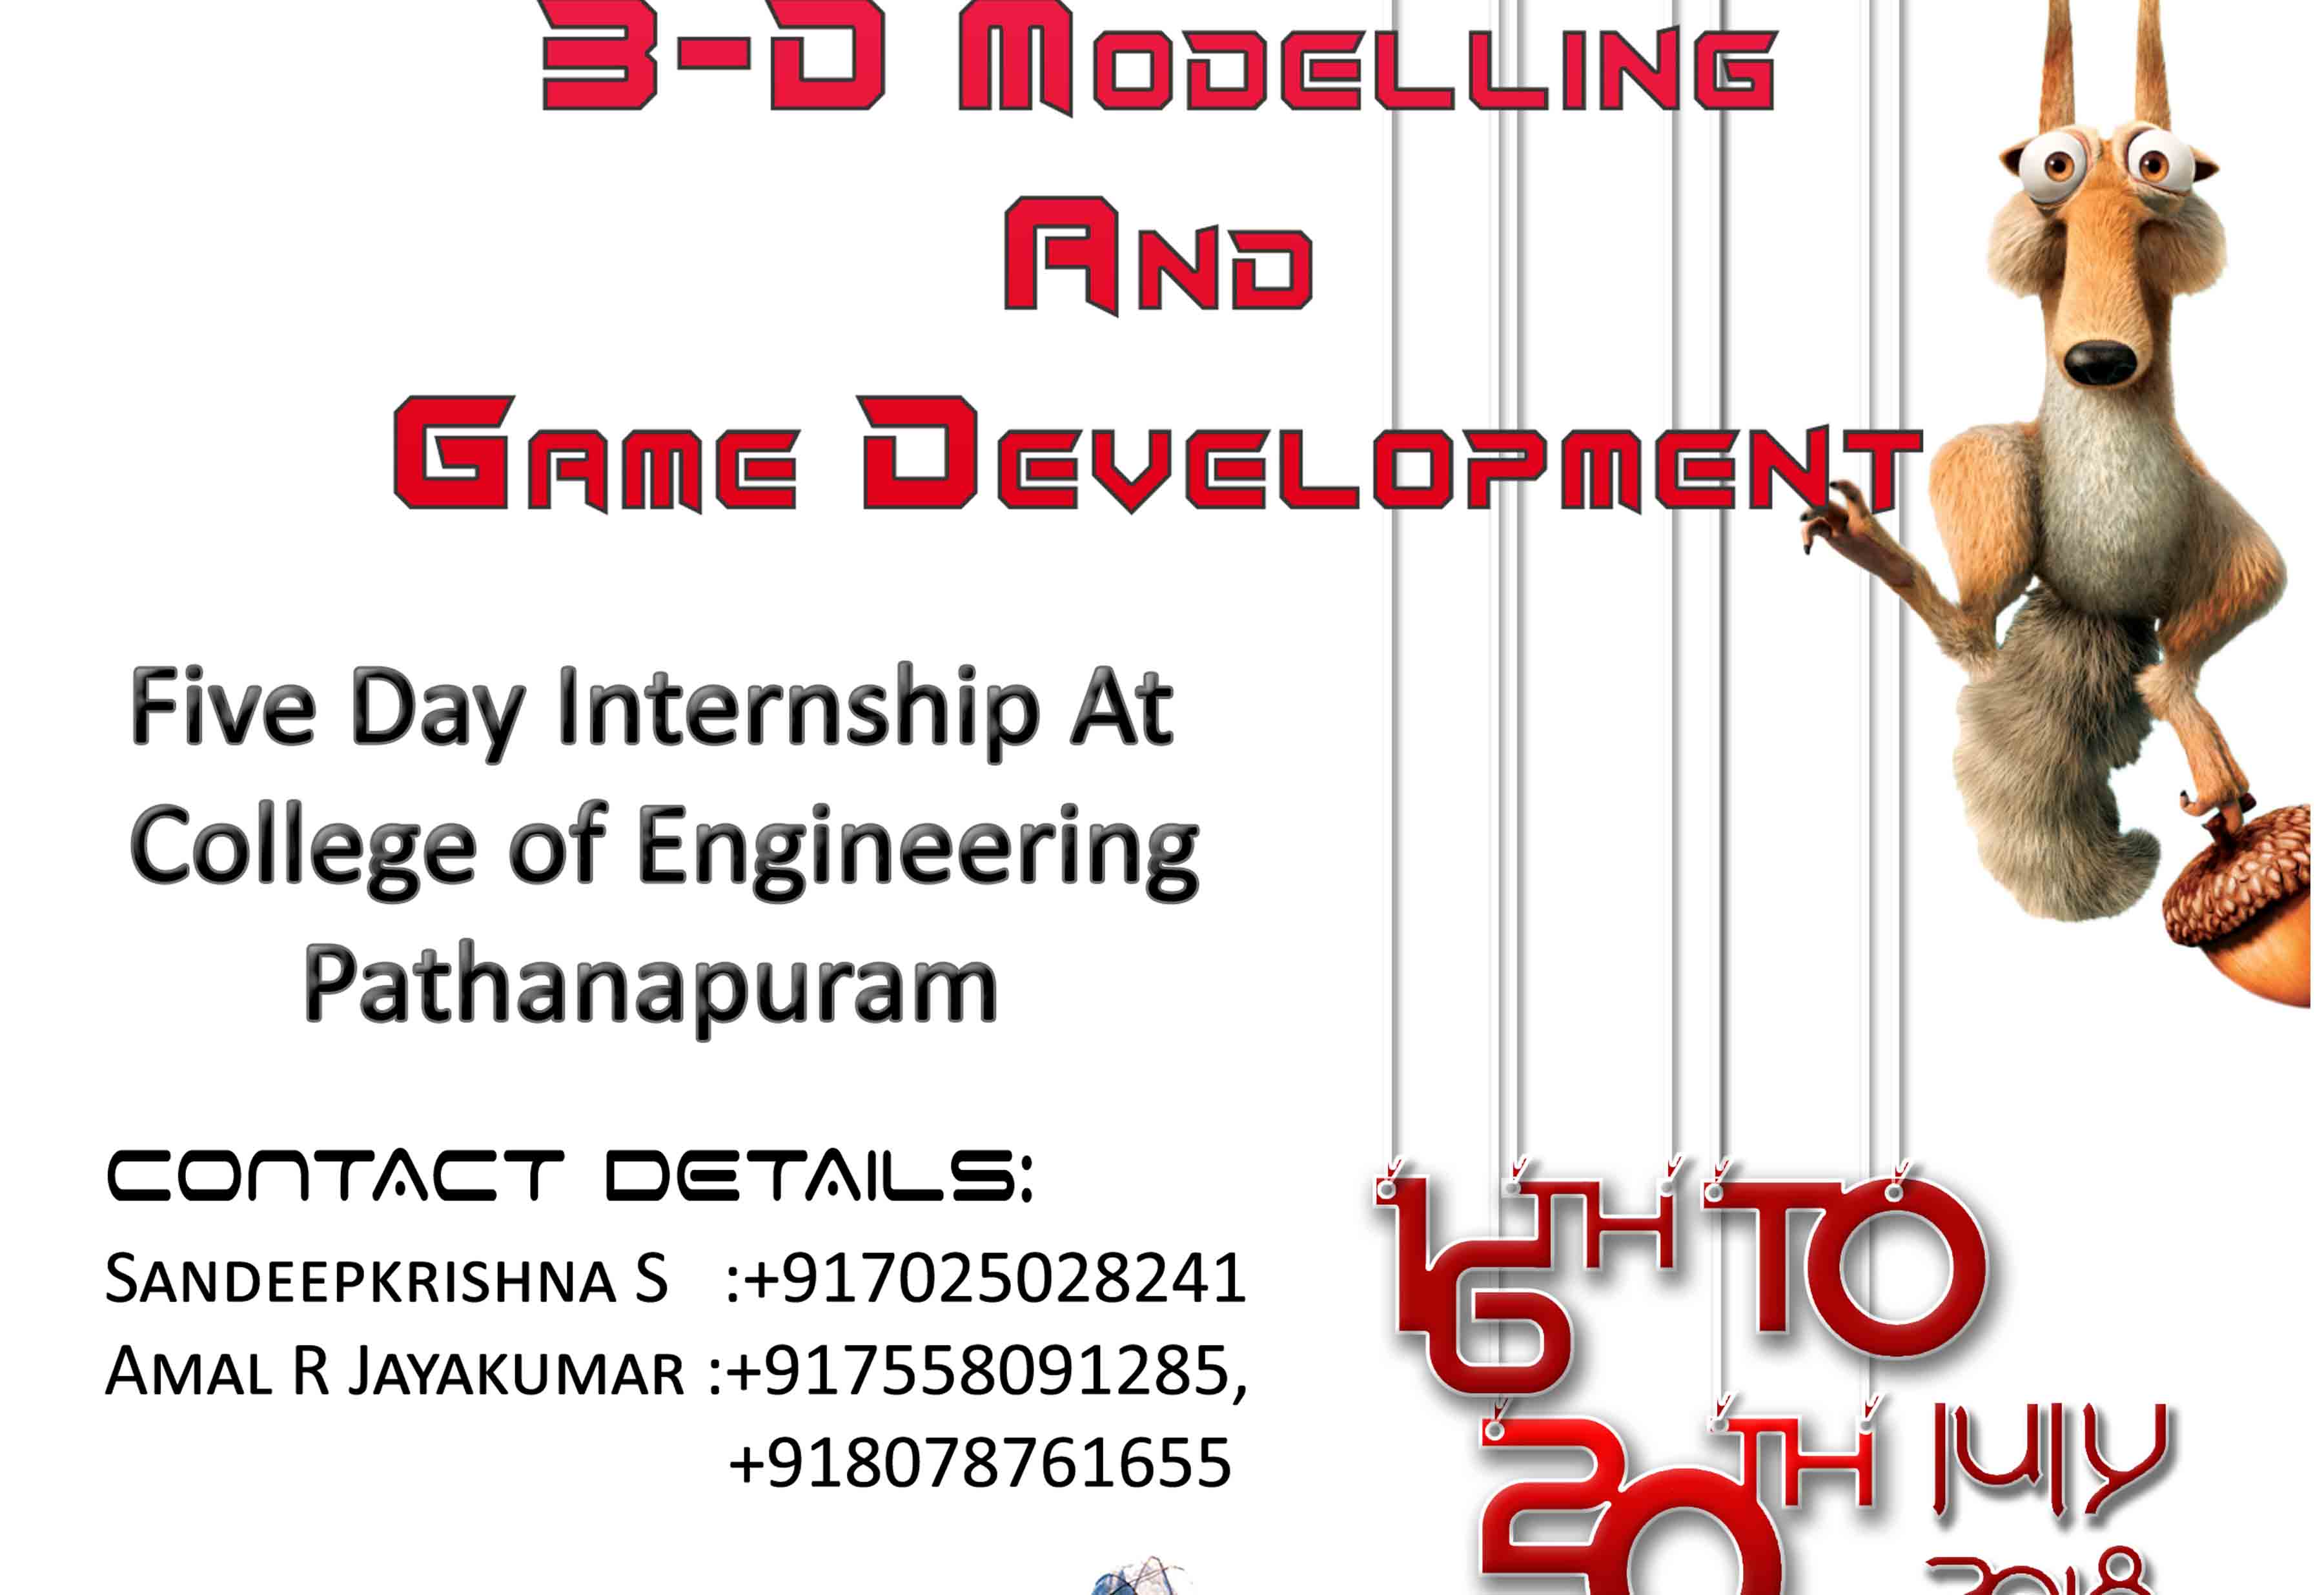 3-D Modelling
And
Game Development
Five Day Internship At
College of Engineering
Pathanapuram
CONTACT DETAILS:
Sandeepkrishna S :+917025028241
Amal R Jayakumar :+917558091285,
+918078761655
16TH TO
20TH July
2018